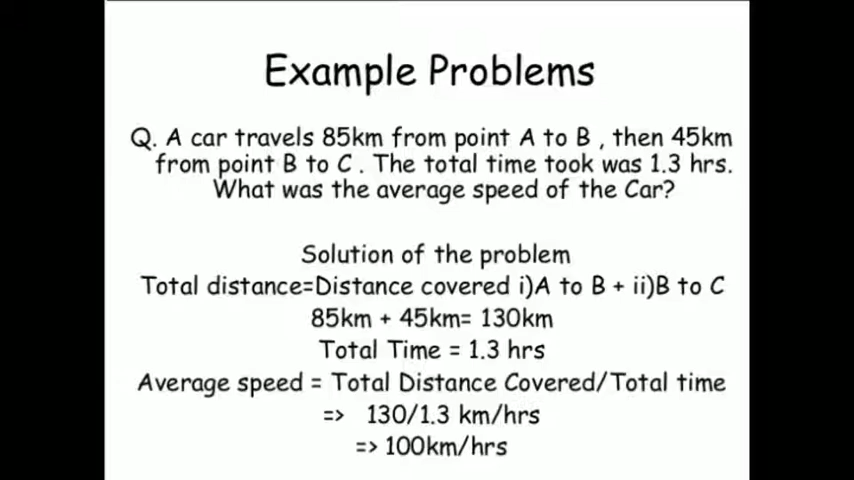 Example Problems
Q. A car travels 85km from point A to B , then 45km
from point B to C . The total time took was 1.3 hrs.
What was the average speed of the Car?
Solution of the problem
Total distance=Distance covered i)A to B + ii)B to C
85km + 45km= 130km
Total Time = 1.3 hrs
Average speed = Total Distance Covered/Total time
=> 130/1.3 km/hrs
=> 100km/hrs